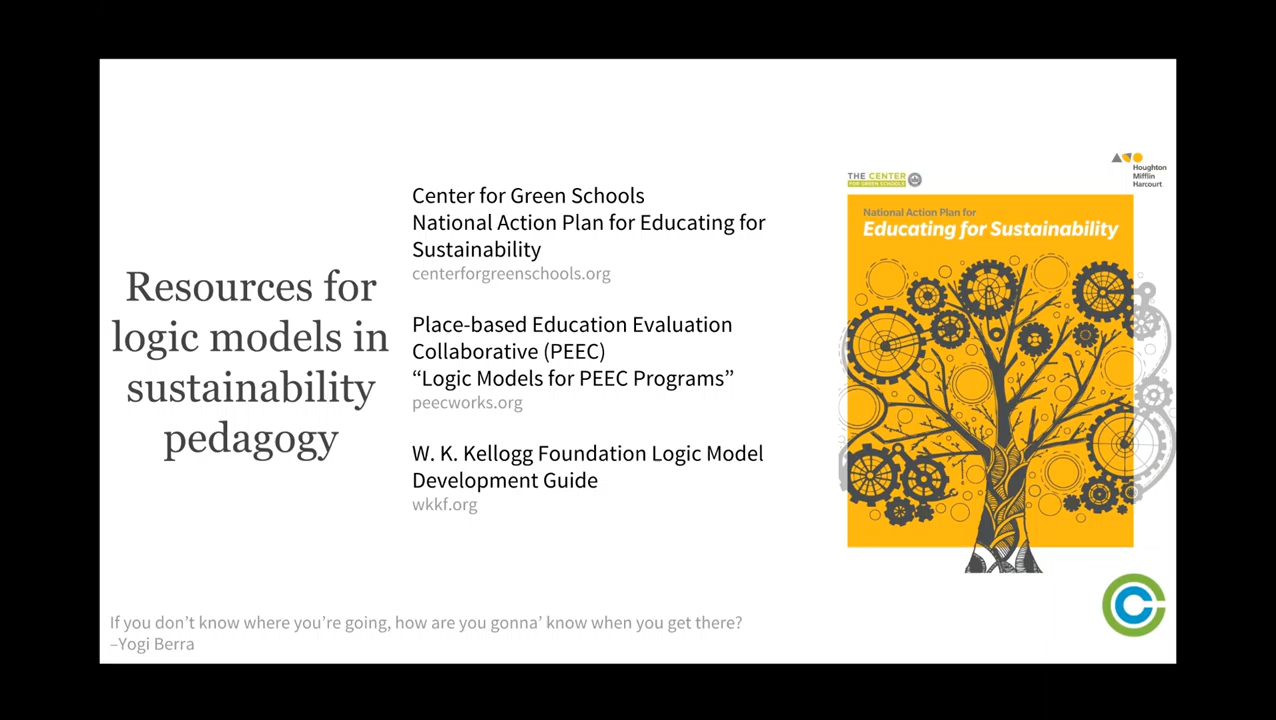 Resources for
logic models in
sustainability
pedagogy
Center for Green Schools
National Action Plan for Educating for
Sustainability
centerforgreenschools.org
Place-based Education Evaluation
Collaborative (PEEC)
“Logic Models for PEEC Programs”
peecworks.org
W. K. Kellogg Foundation Logic Model
Development Guide
wkkf.org
THE CENTER
FOR GREEN SCHOOLS
Houghton
Mifflin
Harcourt
National Action Plan for
Educating for Sustainability
If you don’t know where you’re going, how are you gonna’ know when you get there?
–Yogi Berra